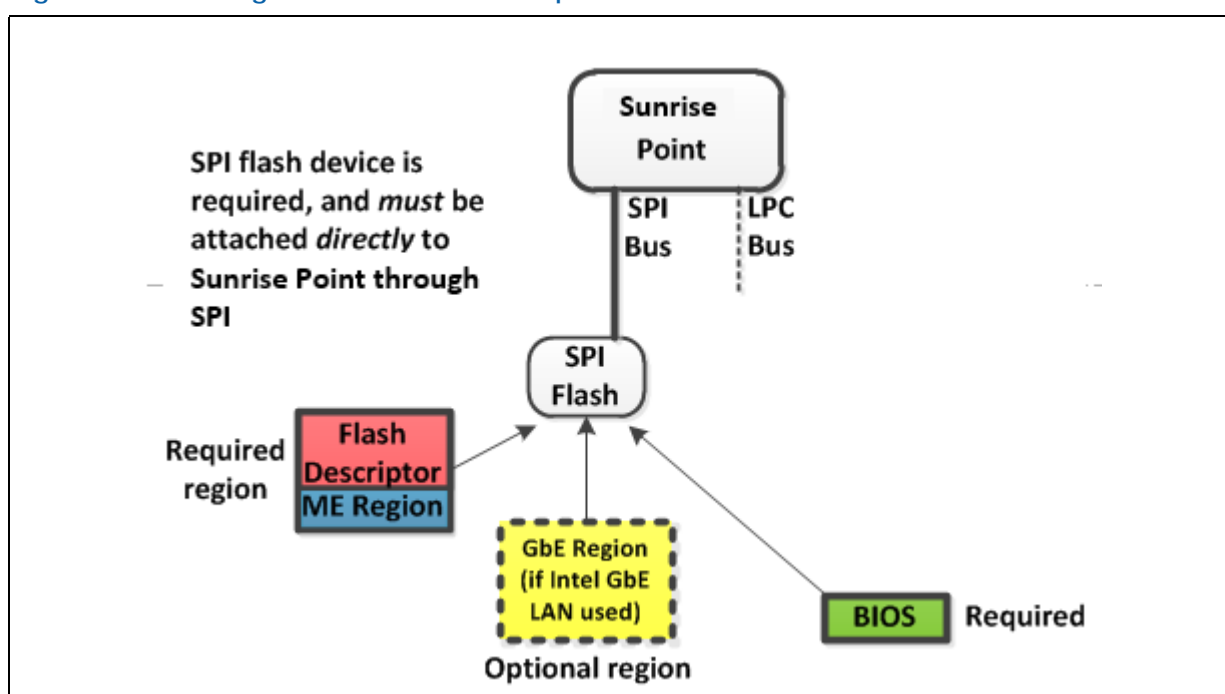 Sunrise
Point
SPI flash device is
required, and must be
attached directly to
Sunrise Point through
SPI
SPI
Bus
LPC
Bus
SPI
Flash
Required
region
Flash
Descriptor
ME Region
GbE Region
(if Intel GbE
LAN used)
Optional region
BIOS
Required